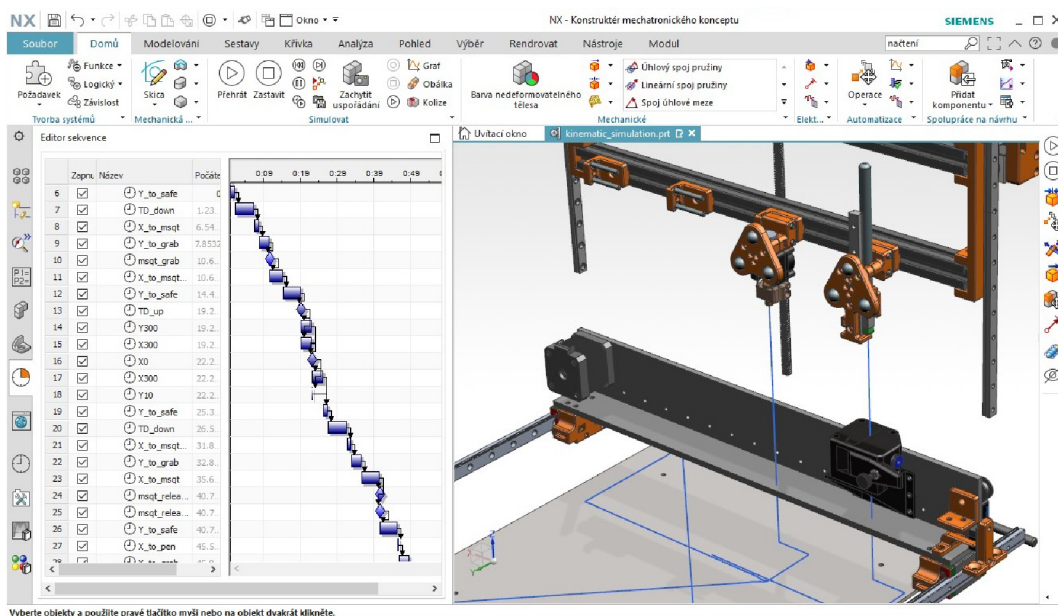 NX
Okno
NX - Konstruktér mechatronického konceptu
SIEMENS
Soubor Domů Modelování Sestavy Křivka Analýza Pohled Výběr Rendrovat Nástroje Modul
načtení
Požadavek
Funkce
Logický
Závislost
Tvorba systémů
Skica
Mechanická ...
Přehrát Zastavit
Zachytit uspořádání
Graf
Obálka
Kolize
Simulovat
Barva nedeformovatelného tělesa
Úhlový spoj pružiny
Lineární spoj pružiny
Spoj úhlové meze
Mechanické
Elekt...
Operace
Automatizace
Přidat komponentu
Spolupráce na návrhu
Editor sekvence
Uvítací okno
kinematic_simulation.prt
Zapnu Název Počáte
0:09 0:19 0:29 0:39 0:49
6 Y_to_safe 0
7 TD_down 1.23.
8 X_to_msqt 6.54.
9 Y_to_grab 7.8532
10 msqt_grab 10.6.
11 X_to_msqt... 10.6.
12 Y_to_safe 14.4.
13 TD_up 19.2.
14 Y300 19.2.
15 X300 19.2.
16 X0 22.2.
17 X300 22.2.
18 Y10 22.2.
19 Y_to_safe 25.3.
20 TD_down 26.5.
21 X_to_msqt... 31.8.
22 Y_to_grab 32.8.
23 X_to_msqt 35.6.
24 msqt_relea... 40.7.
25 msqt_relea... 40.7.
26 Y_to_safe 40.7.
27 X_to_pen 45.5.
Vyberte objekty a použijte pravé tlačítko myši nebo na objekt dvakrát klikněte.